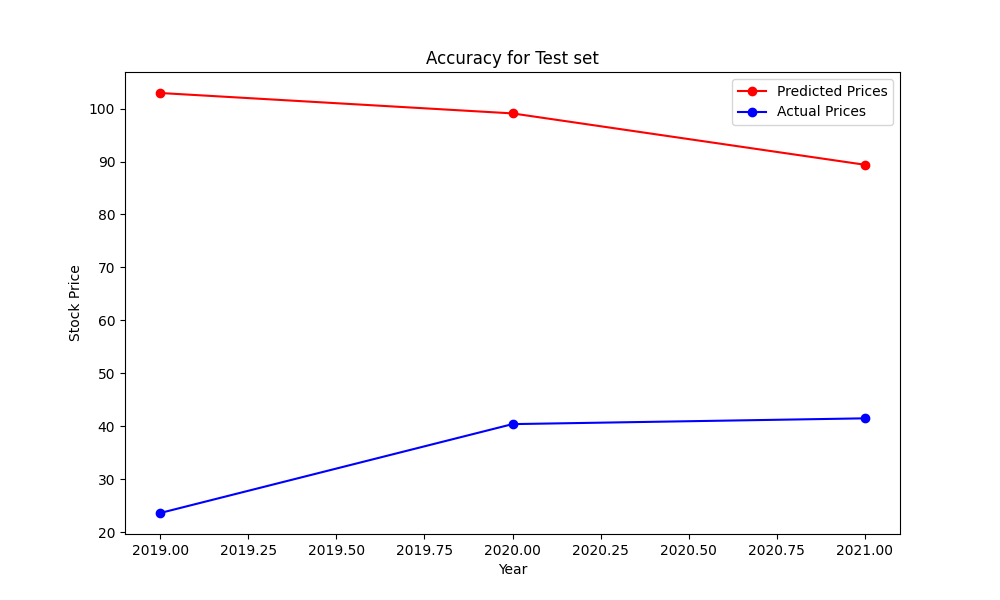 Accuracy for Test set
Predicted Prices
Actual Prices
Stock Price
100
90
80
70
60
50
40
30
20
2019.00 2019.25 2019.50 2019.75 2020.00 2020.25 2020.50 2020.75 2021.00
Year